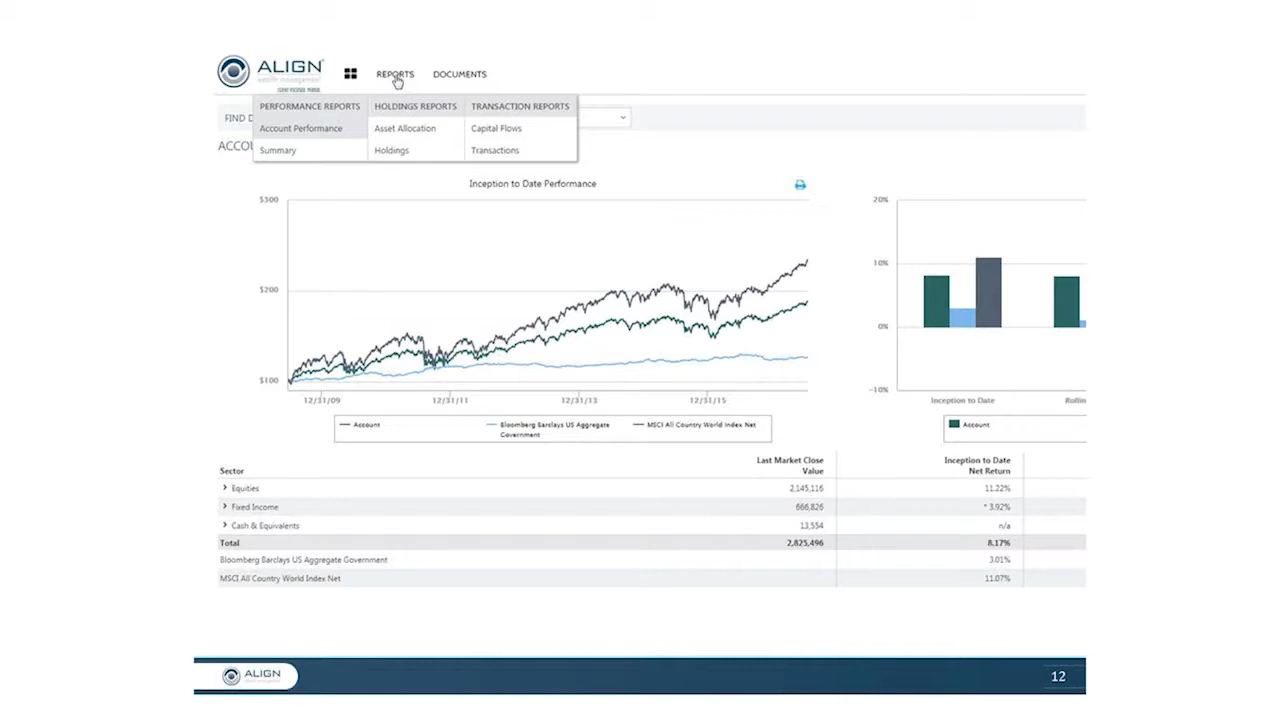 ALIGN
wealth management
REPORTS
DOCUMENTS
PERFORMANCE REPORTS
HOLDINGS REPORTS
TRANSACTION REPORTS
FIND D
Account Performance
Asset Allocation
Capital Flows
ACCOU
Summary
Holdings
Transactions
Inception to Date Performance
$300
$200
$100
12/31/09
12/31/11
12/31/13
12/31/15
Account
Bloomberg Barclays US Aggregate
Government
MSCI All Country World Index Net
20%
10%
0%
-10%
Inception to Date
Rollin
Account
Sector
Last Market Close
Value
Inception to Date
Net Return
Equities 2,145,116 11.22%
Fixed Income 666,826 * 3.92%
Cash & Equivalents 13,554 n/a
Total 2,825,496 8.17%
Bloomberg Barclays US Aggregate Government 3.01%
MSCI All Country World Index Net 11.07%
ALIGN
12